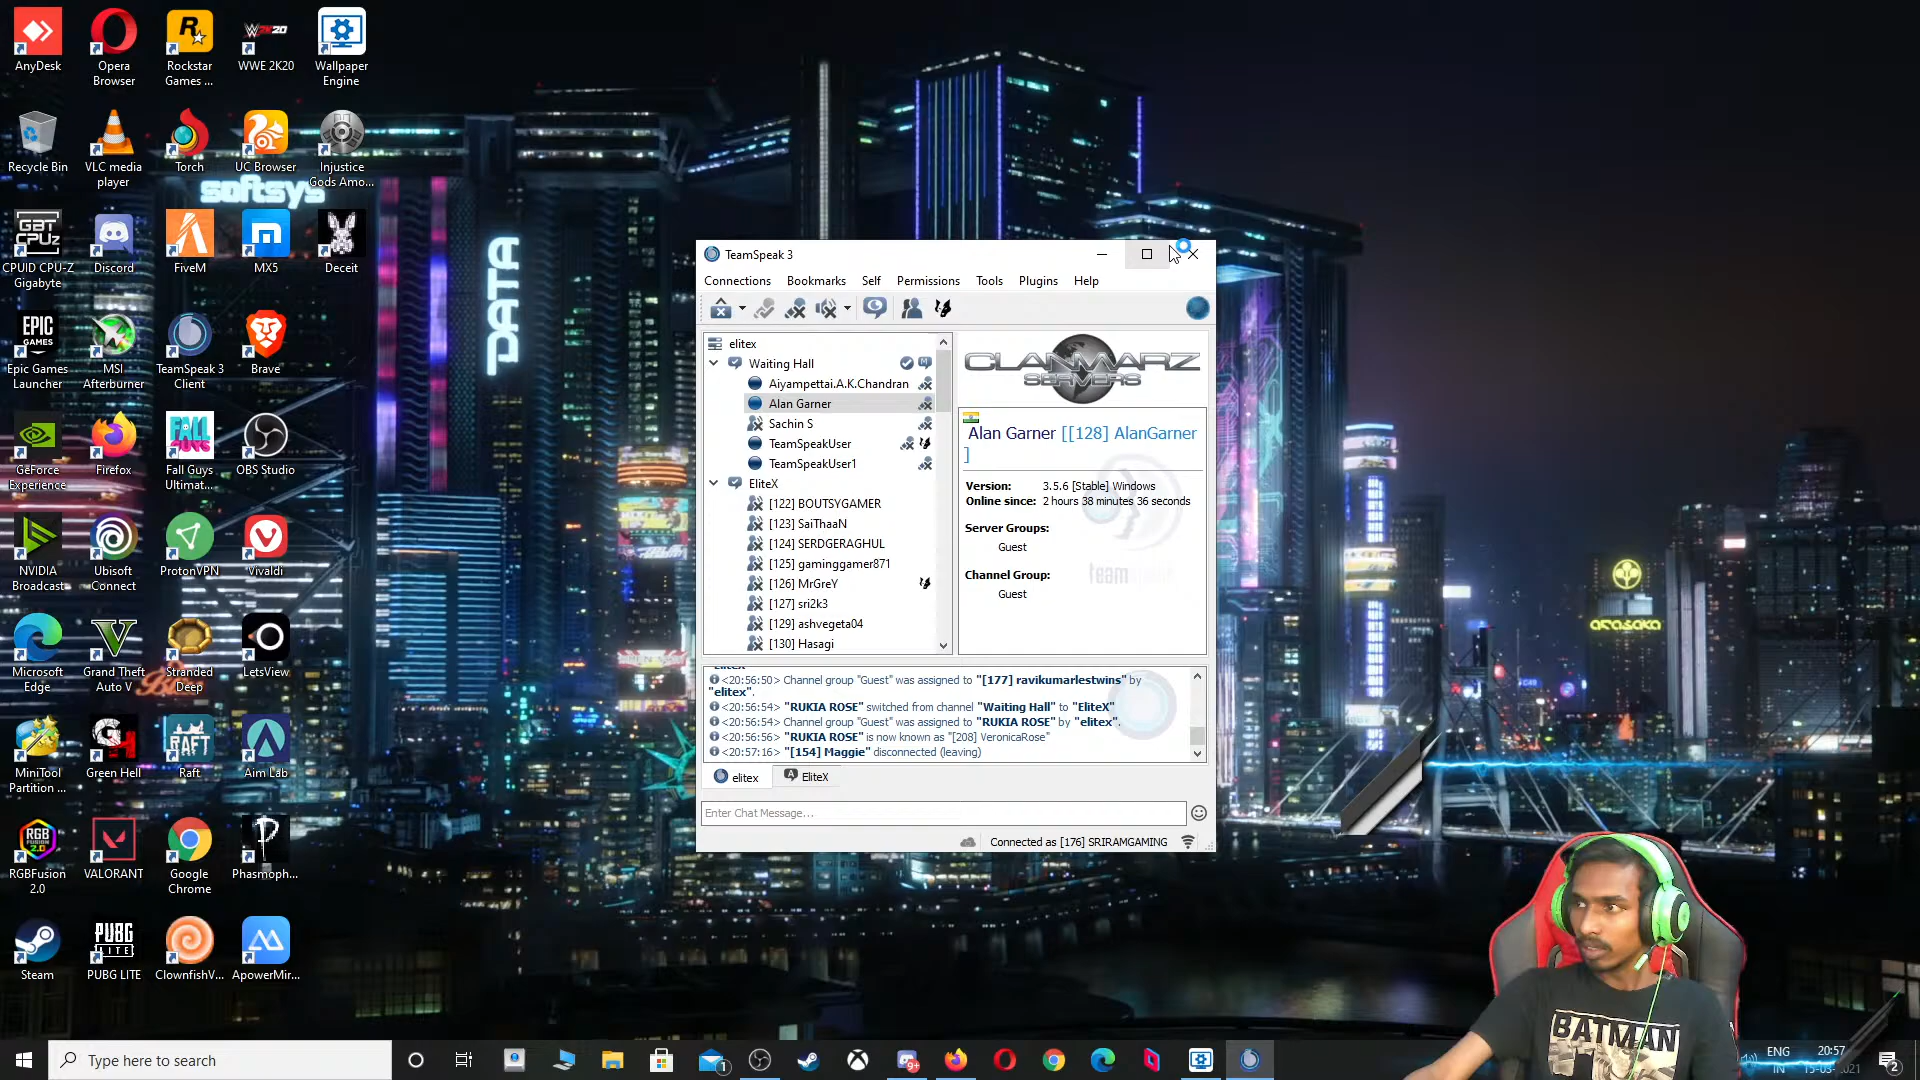 AnyDesk
Opera
Browser
Rockstar
Games ...
WWE 2K20
Wallpaper
Engine
Recycle Bin
VLC media
player
Torch
UC Browser
Injustice
Gods Amo...
softsys
CPUID CPU-Z
Gigabyte
Discord
FiveM
MX5
Deceit
DATA
Epic Games
Launcher
MSI
Afterburner
TeamSpeak 3
Client
Brave
GeForce
Experience
Firefox
Fall Guys
Ultimat...
OBS Studio
NVIDIA
Broadcast
Ubisoft
Connect
ProtonVPN
Vivaldi
Microsoft
Edge
Grand Theft
Auto V
Stranded
Deep
LetsView
MiniTool
Partition ...
Green Hell
Raft
Aim Lab
RGBFusion
2.0
VALORANT
Google
Chrome
Phasmoph...
Steam
PUBG LITE
ClownfishV...
ApowerMir...
TeamSpeak 3
Connections Bookmarks Self Permissions Tools Plugins Help
elitex
Waiting Hall
Aiyampettai.A.K.Chandran
Alan Garner
Sachin S
TeamSpeakUser
TeamSpeakUser1
EliteX
[122] BOUTSYGAMER
[123] SaiThaaN
[124] SERDGERAGHUL
[125] gaminggamer871
[126] MrGreY
[127] sri2k3
[129] ashvegeta04
[130] Hasagi
CLANMARZ
SERVERS
Alan Garner [[128] AlanGarner
]
Version: 3.5.6 [Stable] Windows
Online since: 2 hours 38 minutes 36 seconds
Server Groups:
Guest
Channel Group:
Guest
<20:56:50> Channel group "Guest" was assigned to "[177] ravikumarlestwins" by
"elitex".
<20:56:54> "RUKIA ROSE" switched from channel "Waiting Hall" to "EliteX"
<20:56:54> Channel group "Guest" was assigned to "RUKIA ROSE" by "elitex".
<20:56:56> "RUKIA ROSE" is now known as "[208] VeronicaRose"
<20:57:16> "[154] Maggie" disconnected (leaving)
elitex EliteX
Enter Chat Message...
Connected as [176] SRIRAMGAMING
arasaka
BATMAN
Type here to search
ENG
IN
20:57
15-03-2021